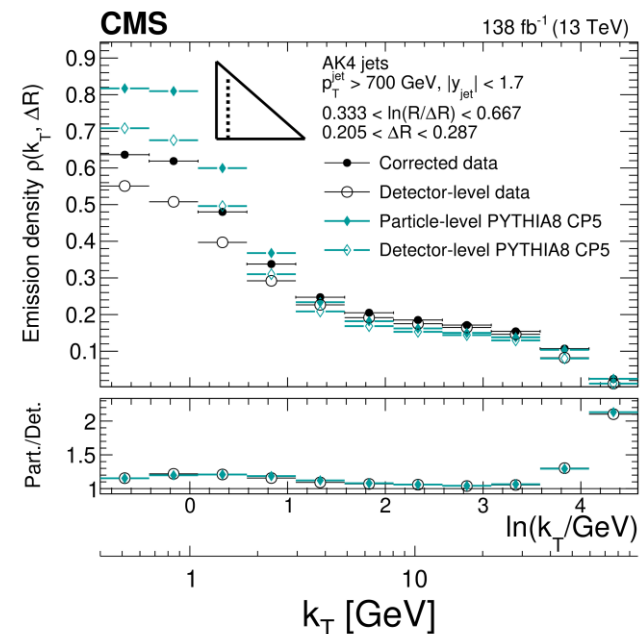 CMS 138 fb⁻¹ (13 TeV)
AK4 jets
p_T^jet > 700 GeV, |y_jet| < 1.7
0.333 < ln(R/ΔR) < 0.667
0.205 < ΔR < 0.287
Corrected data
Detector-level data
Particle-level PYTHIA8 CP5
Detector-level PYTHIA8 CP5
Emission density ρ(k_T, ΔR)
0.9
0.8
0.7
0.6
0.5
0.4
0.3
0.2
0.1
Part./Det.
2
1.5
1
0 1 2 3 4
ln(k_T/GeV)
1 10
k_T [GeV]